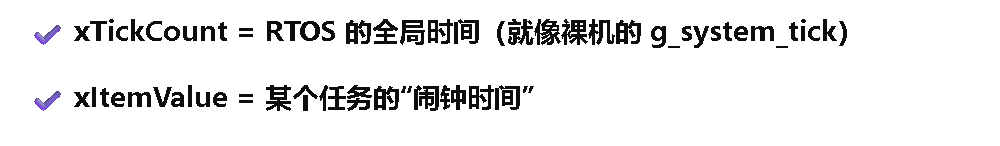 ✔ xTickCount = RTOS 的全局时间（就像裸机的 g_system_tick）
✔ xItemValue = 某个任务的“闹钟时间”